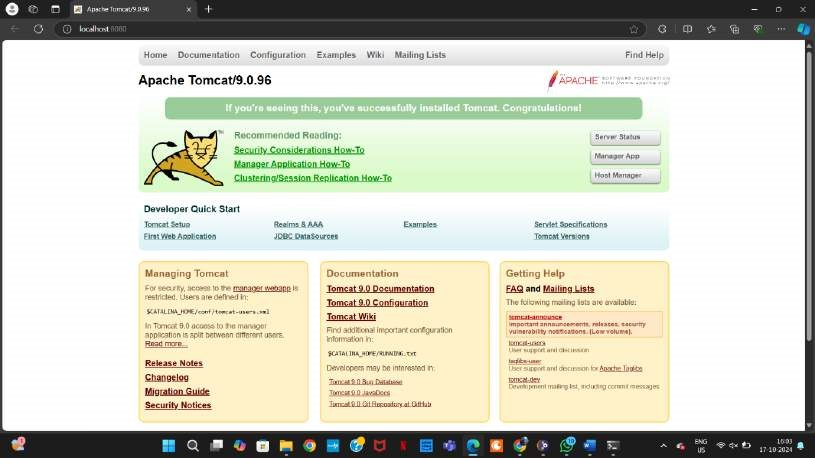 Apache Tomcat/9.0.96
localhost:8080
Home Documentation Configuration Examples Wiki Mailing Lists Find Help
Apache Tomcat/9.0.96
APACHE SOFTWARE FOUNDATION
http://www.apache.org/
If you're seeing this, you've successfully installed Tomcat. Congratulations!
TM
Recommended Reading:
Security Considerations How-To
Manager Application How-To
Clustering/Session Replication How-To
Server Status
Manager App
Host Manager
Developer Quick Start
Tomcat Setup
First Web Application
Realms & AAA
JDBC DataSources
Examples
Servlet Specifications
Tomcat Versions
Managing Tomcat
For security, access to the manager webapp is
restricted. Users are defined in:
$CATALINA_HOME/conf/tomcat-users.xml
In Tomcat 9.0 access to the manager
application is split between different users.
Read more...
Release Notes
Changelog
Migration Guide
Security Notices
Documentation
Tomcat 9.0 Documentation
Tomcat 9.0 Configuration
Tomcat Wiki
Find additional important configuration
information in:
$CATALINA_HOME/RUNNING.txt
Developers may be interested in:
Tomcat 9.0 Bug Database
Tomcat 9.0 JavaDocs
Tomcat 9.0 Git Repository at GitHub
Getting Help
FAQ and Mailing Lists
The following mailing lists are available:
tomcat-announce
Important announcements, releases, security
vulnerability notifications. (Low volume).
tomcat-users
User support and discussion
taglibs-user
User support and discussion for Apache Taglibs
tomcat-dev
Development mailing list, including commit messages
ENG
US
16:03
17-10-2024